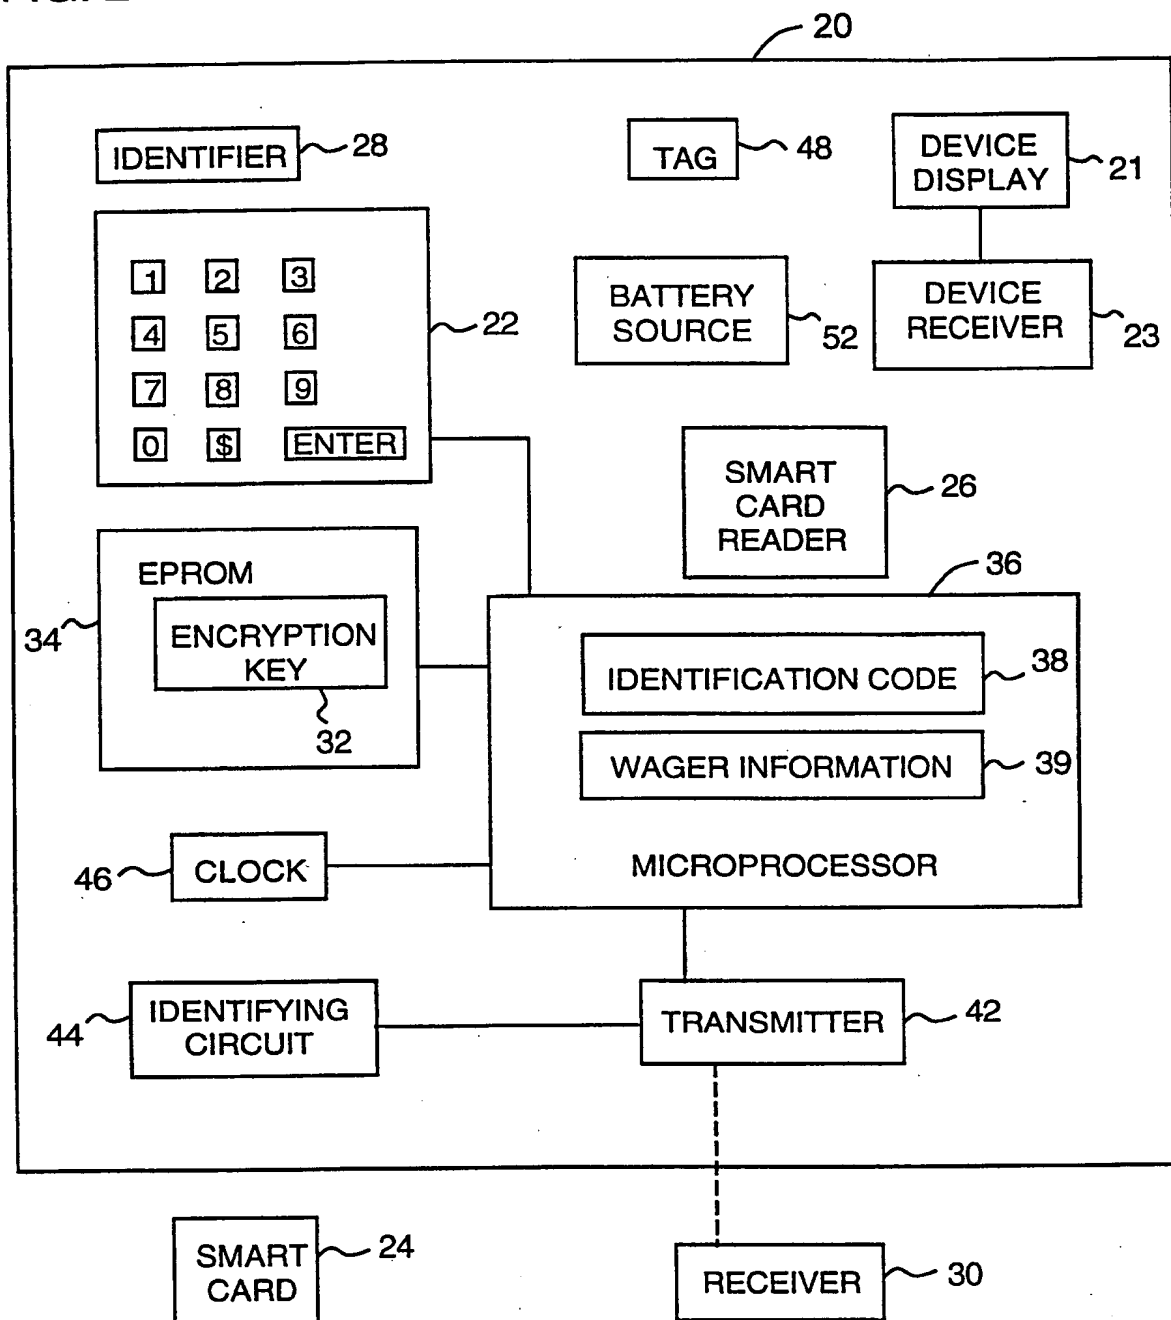 20
IDENTIFIER 28
TAG 48
DEVICE
DISPLAY 21
1 2 3
4 5 6
7 8 9
0 $ ENTER
22
BATTERY
SOURCE 52
DEVICE
RECEIVER 23
SMART
CARD
READER
26
EPROM
ENCRYPTION
KEY
34
32
36
IDENTIFICATION CODE 38
WAGER INFORMATION 39
MICROPROCESSOR
46 CLOCK
44 IDENTIFYING
CIRCUIT
TRANSMITTER 42
SMART
CARD
24
RECEIVER 30